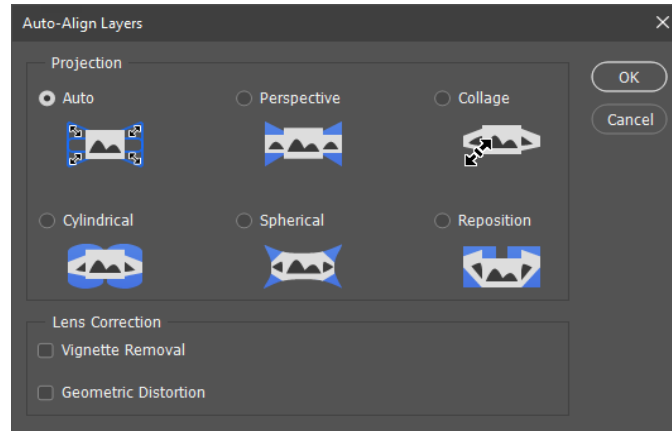 Auto-Align Layers
Projection
Auto
Perspective
Collage
OK
Cancel
Cylindrical
Spherical
Reposition
Lens Correction
Vignette Removal
Geometric Distortion